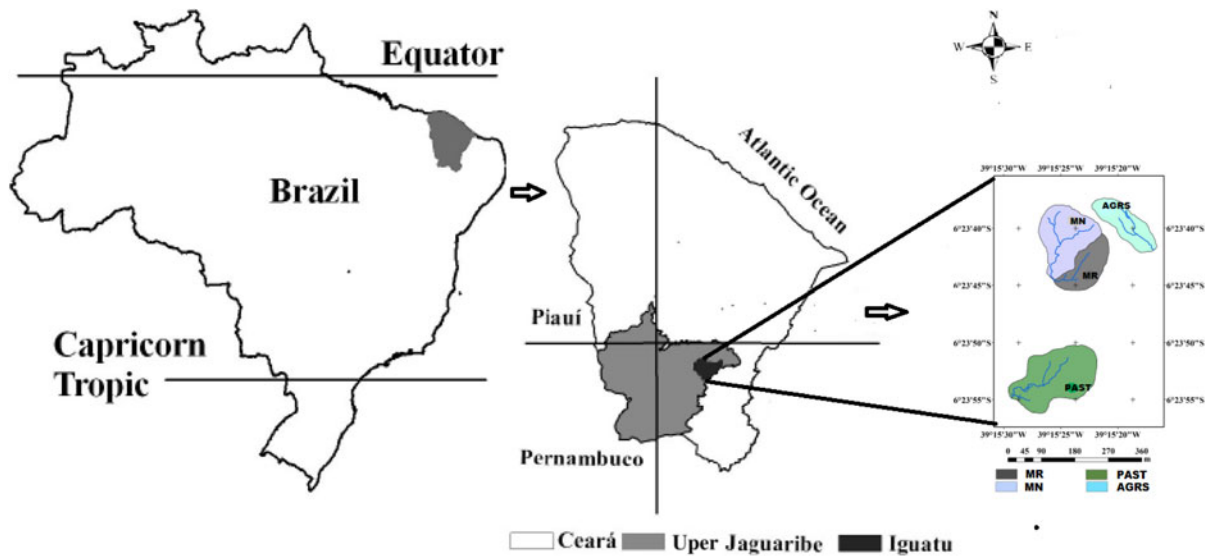 Equator
Brazil
Capricorn
Tropic
Atlantic Ocean
Piauí
Pernambuco
N
W E
S
39°15'30"W 39°15'25"W 39°15'20"W
6°23'40"S 6°23'40"S
6°23'45"S 6°23'45"S
6°23'50"S 6°23'50"S
6°23'55"S 6°23'55"S
AGRS
MN
MR
PAST
39°15'30"W 39°15'25"W 39°15'20"W
0 45 90 180 270 360
m
MR PAST
MN AGRS
Ceará Uper Jaguaribe Iguatu